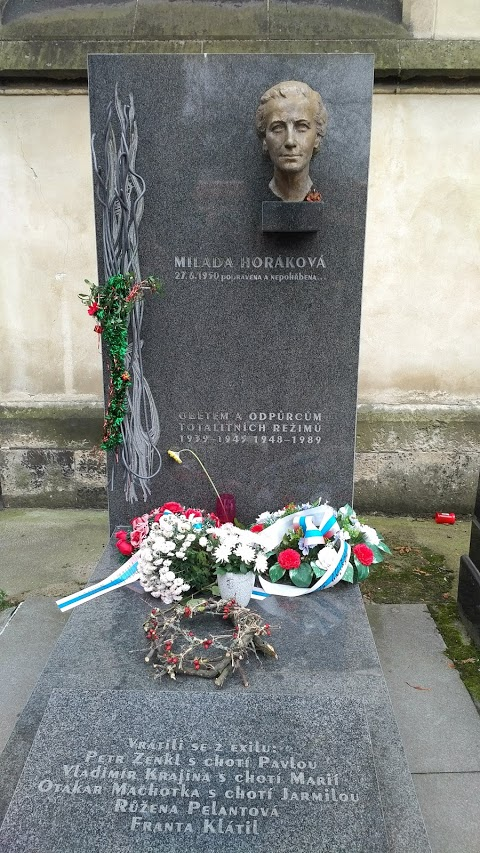 MILADA HORÁKOVÁ
27.6.1950 POPRAVENA A NEPOHŘBENA...
OBĚTEM A ODPŮRCŮM
TOTALITNÍCH REŽIMŮ
1939–1945 1948–1989
VRÁTILI SE Z EXILU:
PETR ZENKL S CHOTÍ PAVLOU
VLADIMÍR KRAJINA S CHOTÍ MARIÍ
OTAKAR MACHOTKA S CHOTÍ JARMILOU
RŮŽENA PELANTOVÁ
FRANTA KLÁTIL